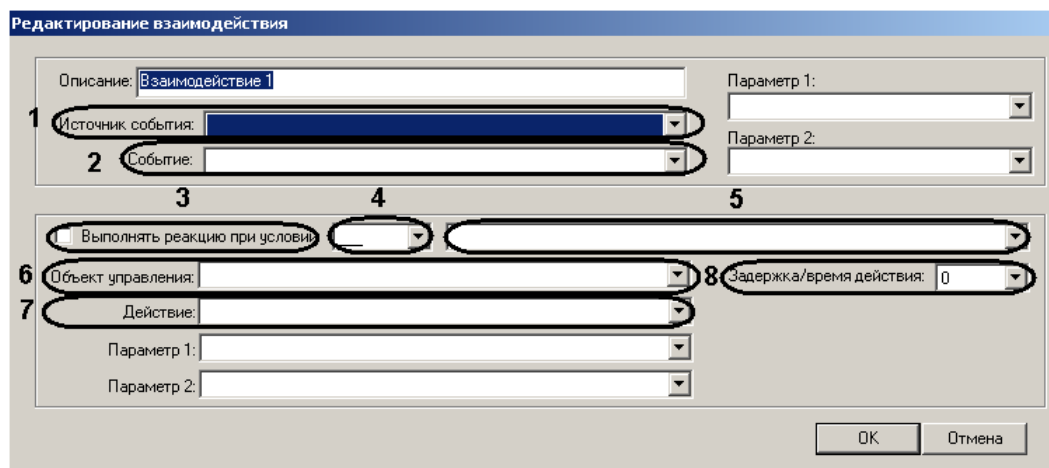 Редактирование взаимодействия
Описание: Взаимодействие 1
Параметр 1:
1 Источник события:
Параметр 2:
2 Событие:
3 4 5
Выполнять реакцию при условии
6 Объект управления:
8 Задержка/время действия: 0
7 Действие:
Параметр 1:
Параметр 2:
OK Отмена